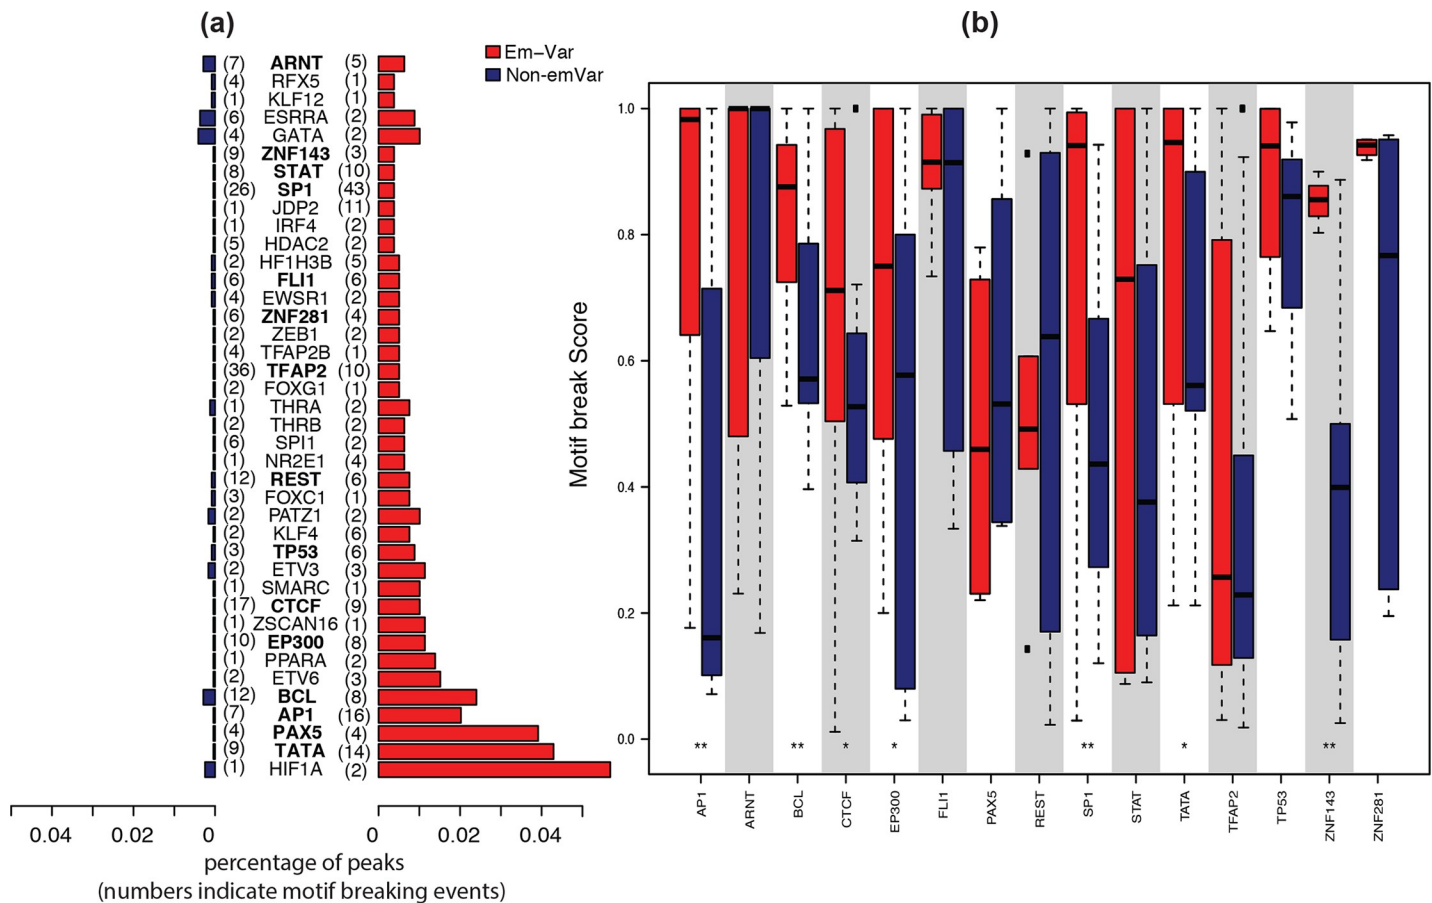 (a)
(b)
Em-Var
Non-emVar
(7) ARNT (5)
(4) RFX5 (1)
(1) KLF12 (1)
(6) ESRRA (2)
(4) GATA (2)
(9) ZNF143 (3)
(8) STAT (10)
(26) SP1 (43)
(1) JDP2 (11)
(1) IRF4 (2)
(5) HDAC2 (2)
(2) HF1H3B (5)
(6) FLI1 (6)
(4) EWSR1 (2)
(6) ZNF281 (4)
(2) ZEB1 (2)
(4) TFAP2B (1)
(36) TFAP2 (10)
(2) FOXG1 (1)
(1) THRA (2)
(2) THRB (2)
(6) SPI1 (2)
(1) NR2E1 (4)
(12) REST (6)
(3) FOXC1 (1)
(2) PATZ1 (2)
(2) KLF4 (6)
(3) TP53 (6)
(2) ETV3 (3)
(1) SMARC (1)
(17) CTCF (9)
(1) ZSCAN16 (1)
(10) EP300 (8)
(1) PPARA (2)
(2) ETV6 (3)
(12) BCL (8)
(7) AP1 (16)
(4) PAX5 (4)
(9) TATA (14)
(1) HIF1A (2)
0.04 0.02 0 0 0.02 0.04
percentage of peaks
(numbers indicate motif breaking events)
Motif break Score
1.0
0.8
0.6
0.4
0.2
0.0
** ** * * ** * **
AP1
ARNT
BCL
CTCF
EP300
FLI1
PAX5
REST
SP1
STAT
TATA
TFAP2
TP53
ZNF143
ZNF281